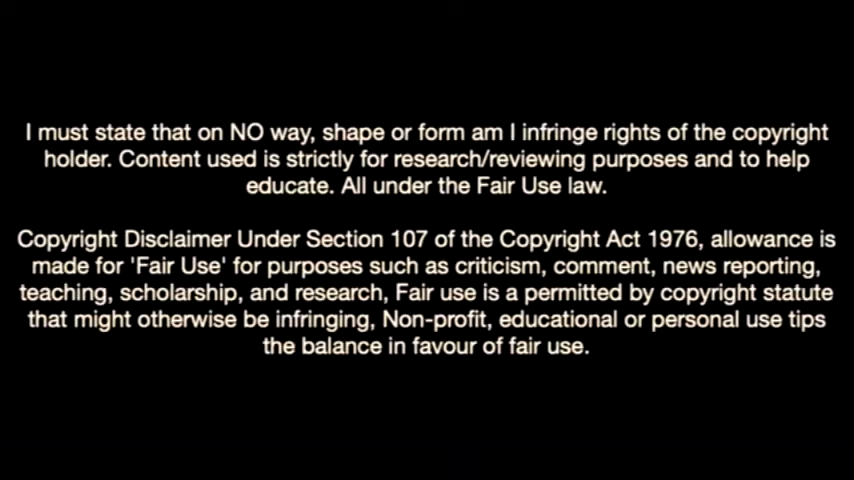 I must state that on NO way, shape or form am I infringe rights of the copyright
holder. Content used is strictly for research/reviewing purposes and to help
educate. All under the Fair Use law.
Copyright Disclaimer Under Section 107 of the Copyright Act 1976, allowance is
made for 'Fair Use' for purposes such as criticism, comment, news reporting,
teaching, scholarship, and research, Fair use is a permitted by copyright statute
that might otherwise be infringing, Non-profit, educational or personal use tips
the balance in favour of fair use.